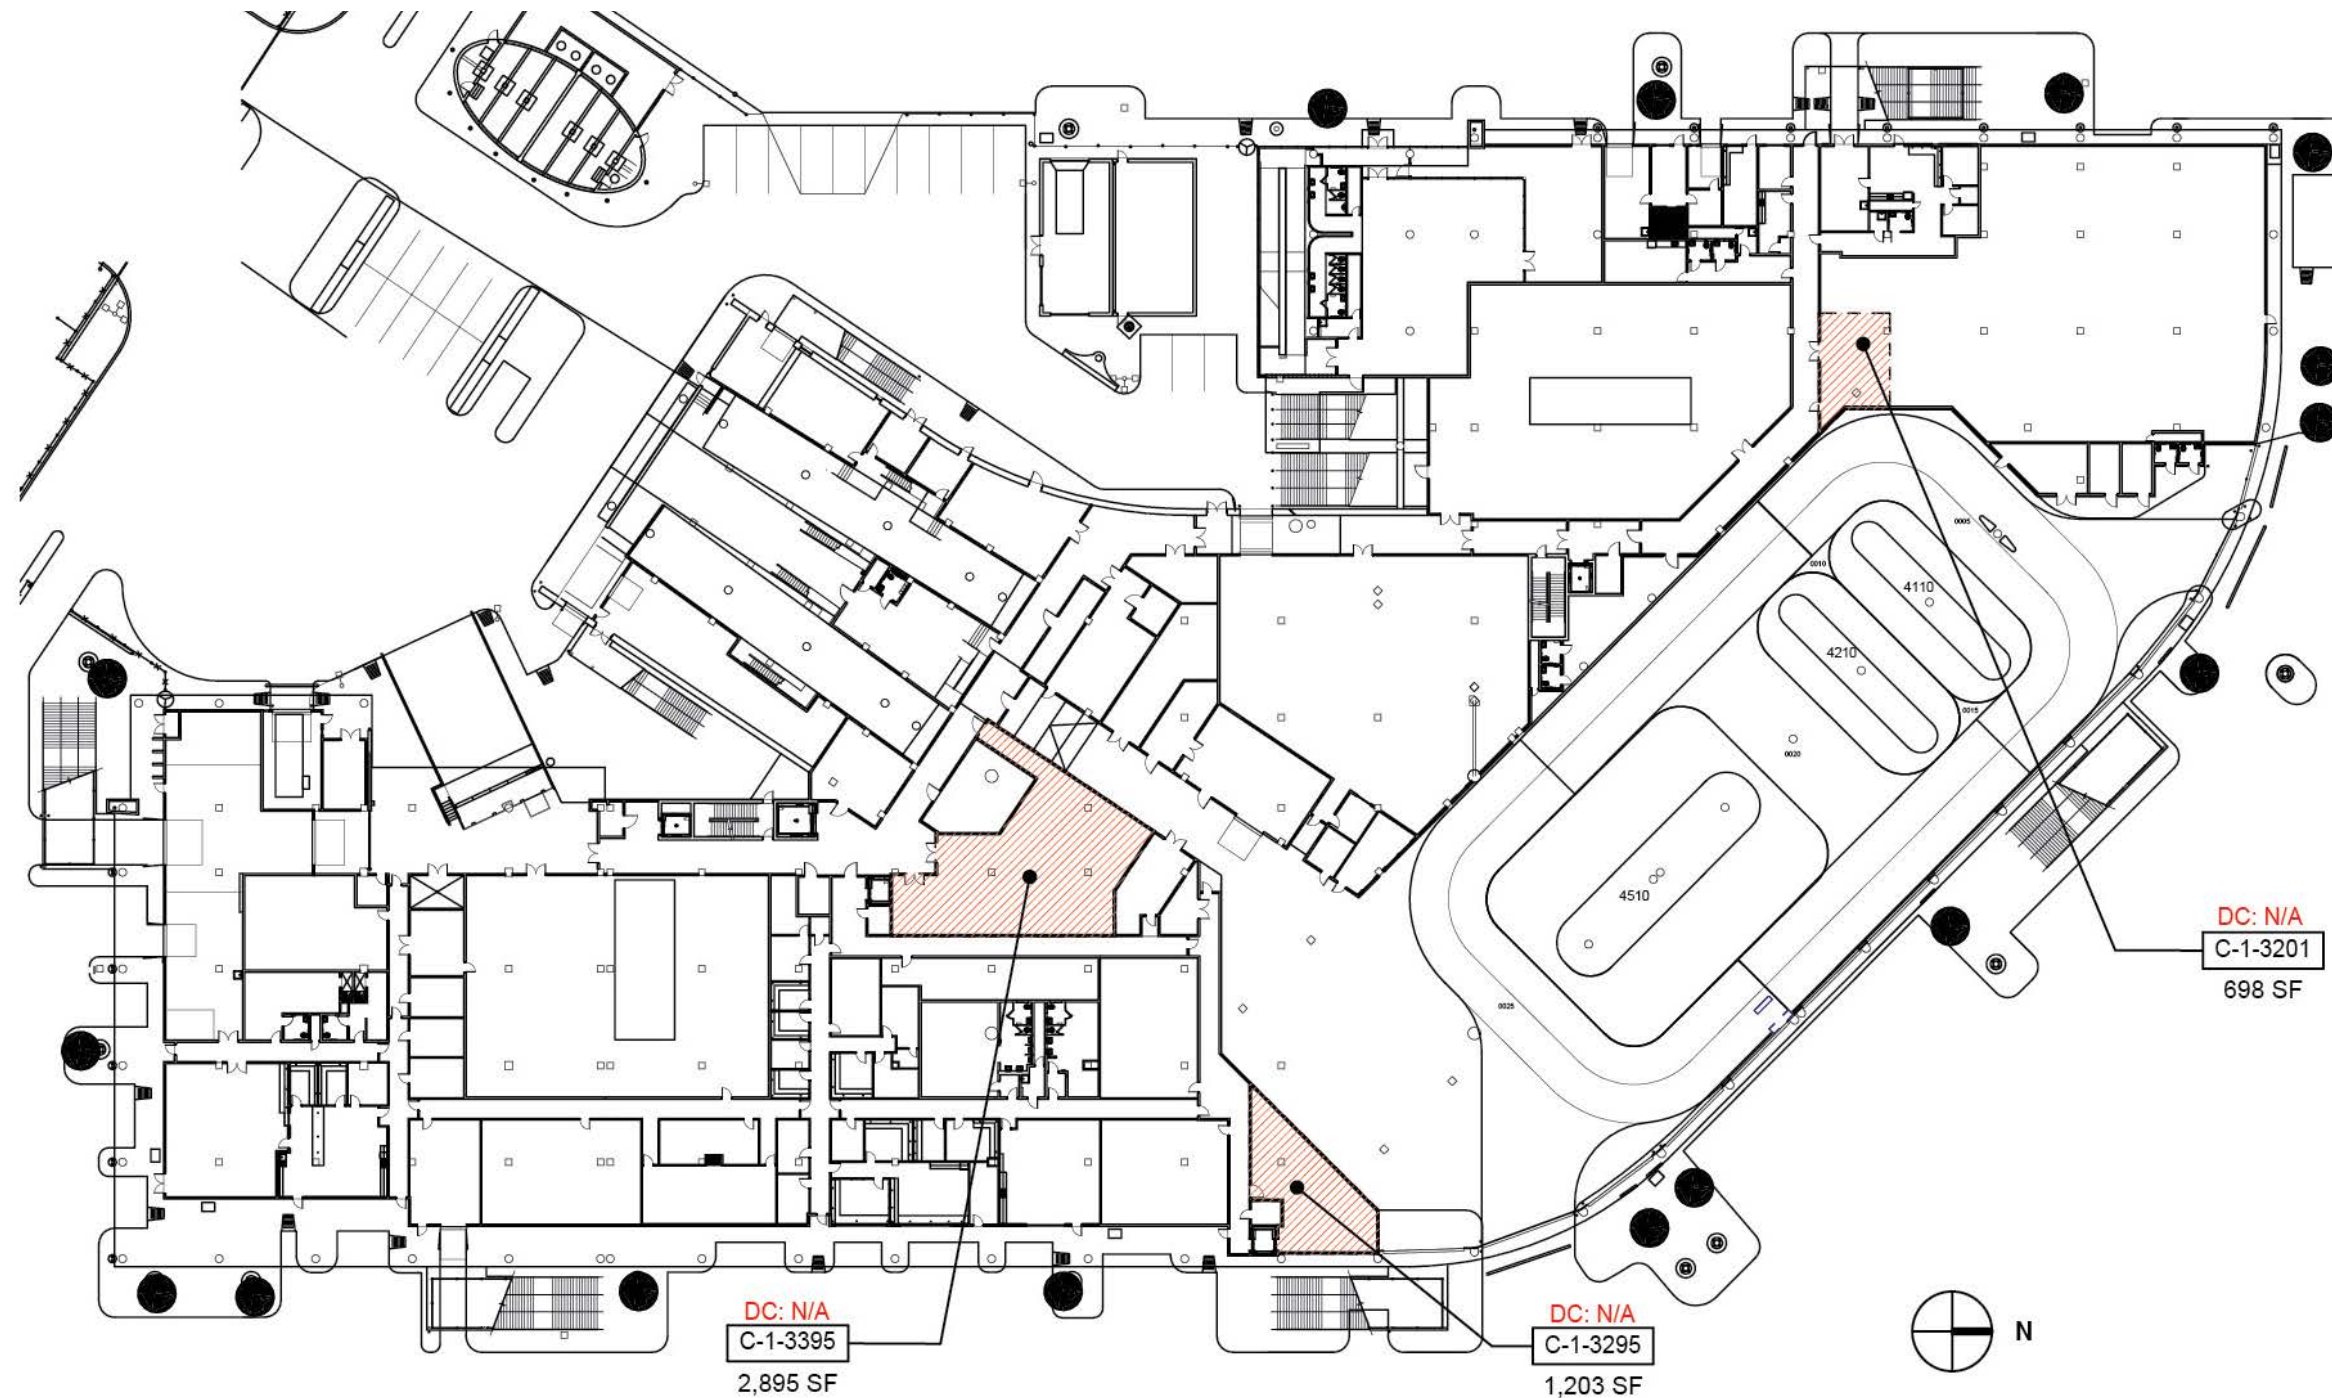 0005
0010
4110
4210
0015
0020
4510
0025
DC: N/A
C-1-3201
698 SF
DC: N/A
C-1-3395
2,895 SF
DC: N/A
C-1-3295
1,203 SF
N